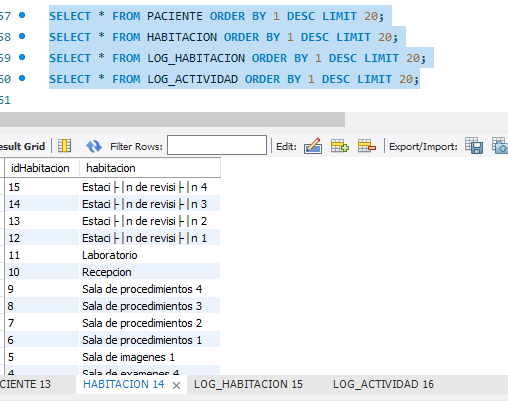 57 SELECT * FROM PACIENTE ORDER BY 1 DESC LIMIT 20;
58 SELECT * FROM HABITACION ORDER BY 1 DESC LIMIT 20;
59 SELECT * FROM LOG_HABITACION ORDER BY 1 DESC LIMIT 20;
60 SELECT * FROM LOG_ACTIVIDAD ORDER BY 1 DESC LIMIT 20;
61
esult Grid Filter Rows: Edit: Export/Import:
idHabitacion habitacion
15 Estaci├│n de revisi├│n 4
14 Estaci├│n de revisi├│n 3
13 Estaci├│n de revisi├│n 2
12 Estaci├│n de revisi├│n 1
11 Laboratorio
10 Recepcion
9 Sala de procedimientos 4
8 Sala de procedimientos 3
7 Sala de procedimientos 2
6 Sala de procedimientos 1
5 Sala de imagenes 1
4 Sala de examenes 4
CIENTE 13 HABITACION 14 × LOG_HABITACION 15 LOG_ACTIVIDAD 16